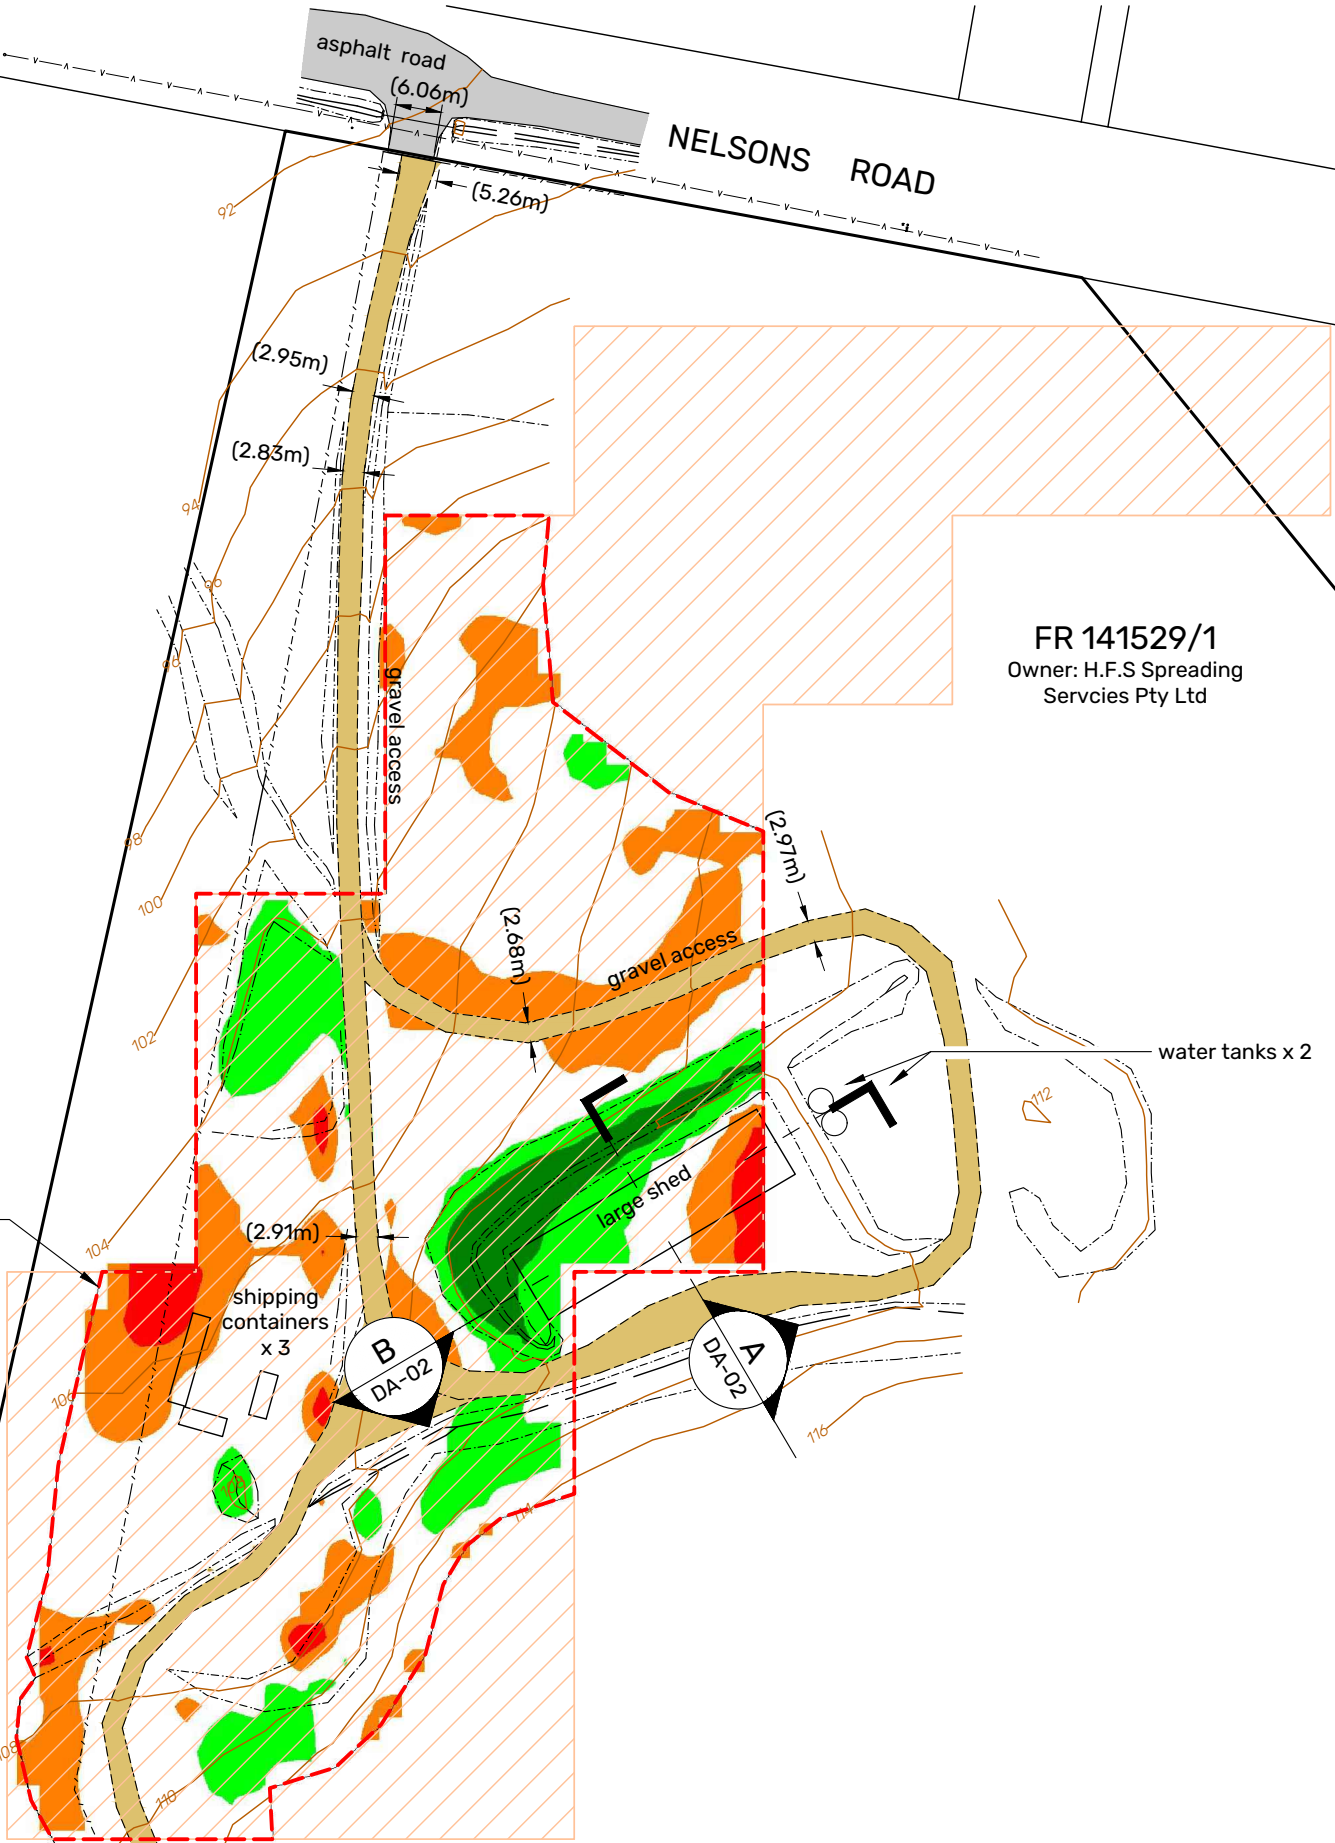 asphalt road
(6.06m)
NELSONS ROAD
(5.26m)
92
(2.95m)
(2.83m)
94
96
96
FR 141529/1
Owner: H.F.S Spreading
Servcies Pty Ltd
gravel access
98
(2.97m)
100
(2.68m)
gravel access
102
water tanks x 2
112
large shed
104
(2.91m)
shipping
containers
x 3
B
DA-02
A
DA-02
106
116
114
108
110